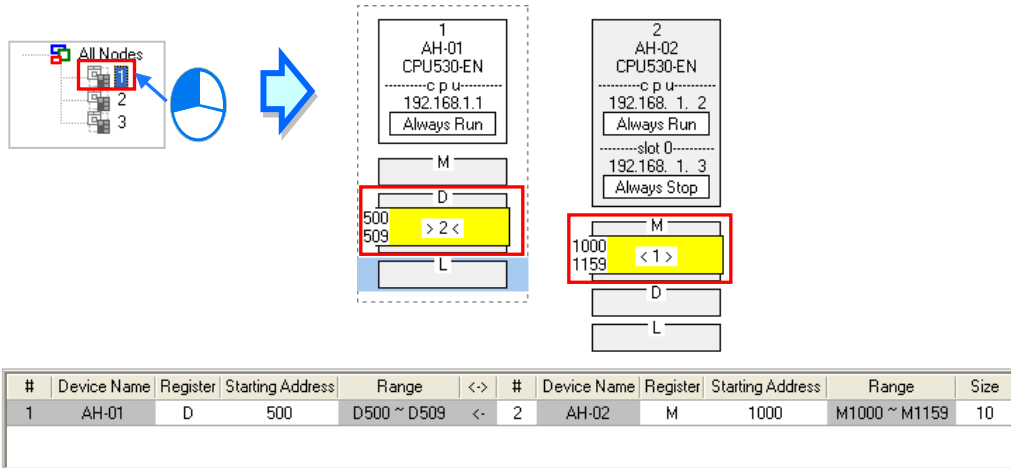 All Nodes
1
2
3
1
AH-01
CPU530-EN
--------c p u--------
192.168.1.1
Always Run
M
D
500
509
> 2 <
L
2
AH-02
CPU530-EN
--------c p u--------
192.168. 1. 2
Always Run
--------slot 0--------
192.168. 1. 3
Always Stop
M
1000
1159
< 1 >
D
L
# Device Name Register Starting Address Range <-> # Device Name Register Starting Address Range Size
1 AH-01 D 500 D500 ~ D509 <- 2 AH-02 M 1000 M1000 ~ M1159 10